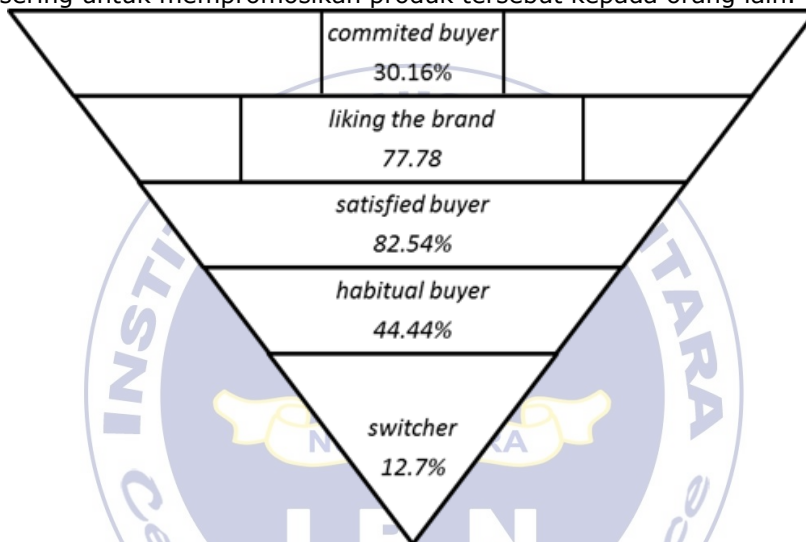 sering untuk mempromosikan produk tersebut kepada orang lain.
commited buyer
30.16%
liking the brand
77.78
satisfied buyer
82.54%
habitual buyer
44.44%
switcher
12.7%